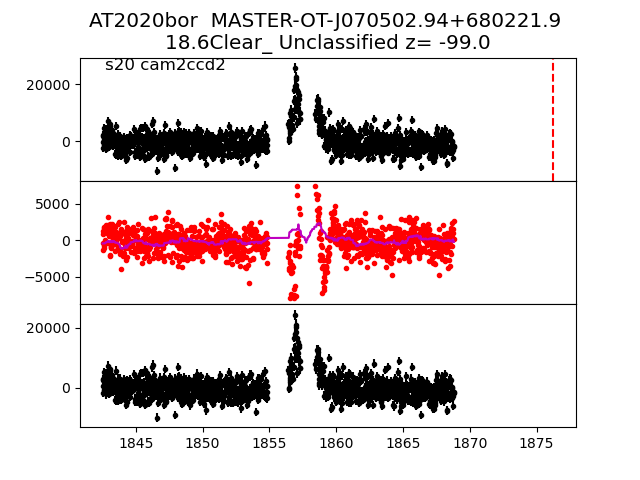 AT2020bor  MASTER-OT-J070502.94+680221.9
18.6Clear_ Unclassified z= -99.0
s20 cam2ccd2
20000
0
5000
0
−5000
20000
0
1845 1850 1855 1860 1865 1870 1875